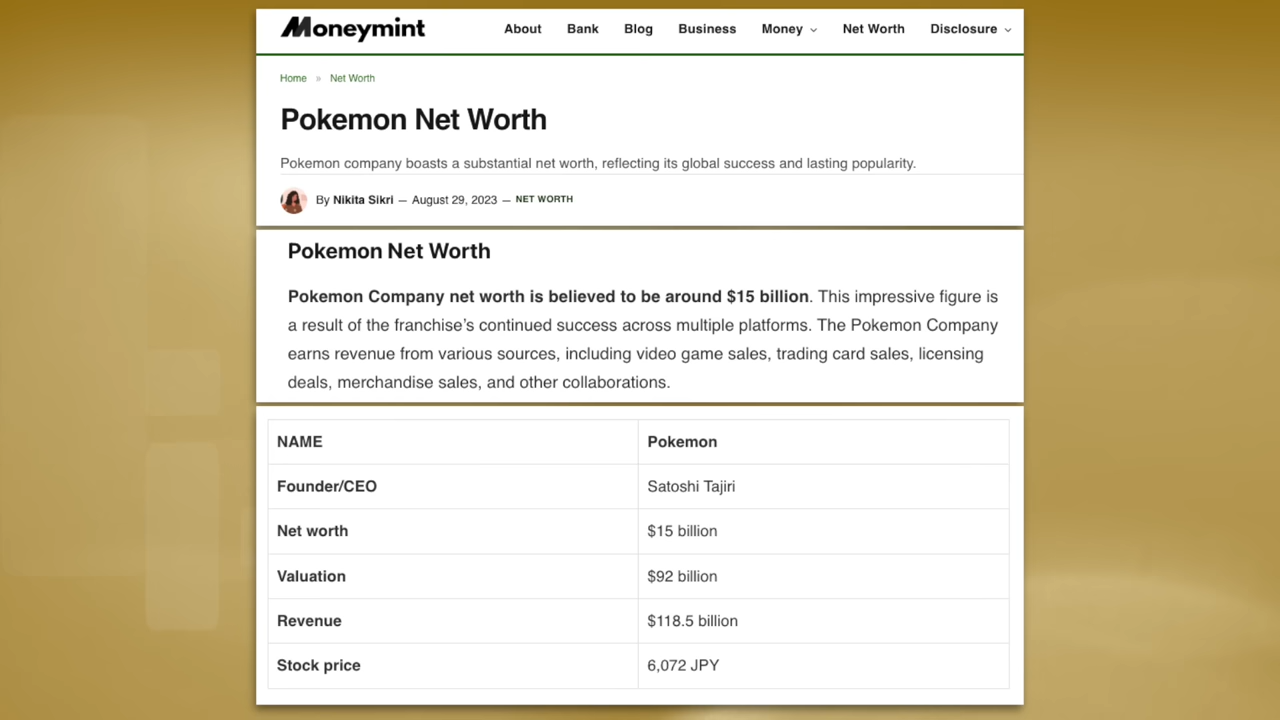 Moneymint
About Bank Blog Business Money Net Worth Disclosure
Home » Net Worth
Pokemon Net Worth
Pokemon company boasts a substantial net worth, reflecting its global success and lasting popularity.
By Nikita Sikri — August 29, 2023 — NET WORTH
Pokemon Net Worth
Pokemon Company net worth is believed to be around $15 billion. This impressive figure is
a result of the franchise’s continued success across multiple platforms. The Pokemon Company
earns revenue from various sources, including video game sales, trading card sales, licensing
deals, merchandise sales, and other collaborations.
NAME Pokemon
Founder/CEO Satoshi Tajiri
Net worth $15 billion
Valuation $92 billion
Revenue $118.5 billion
Stock price 6,072 JPY